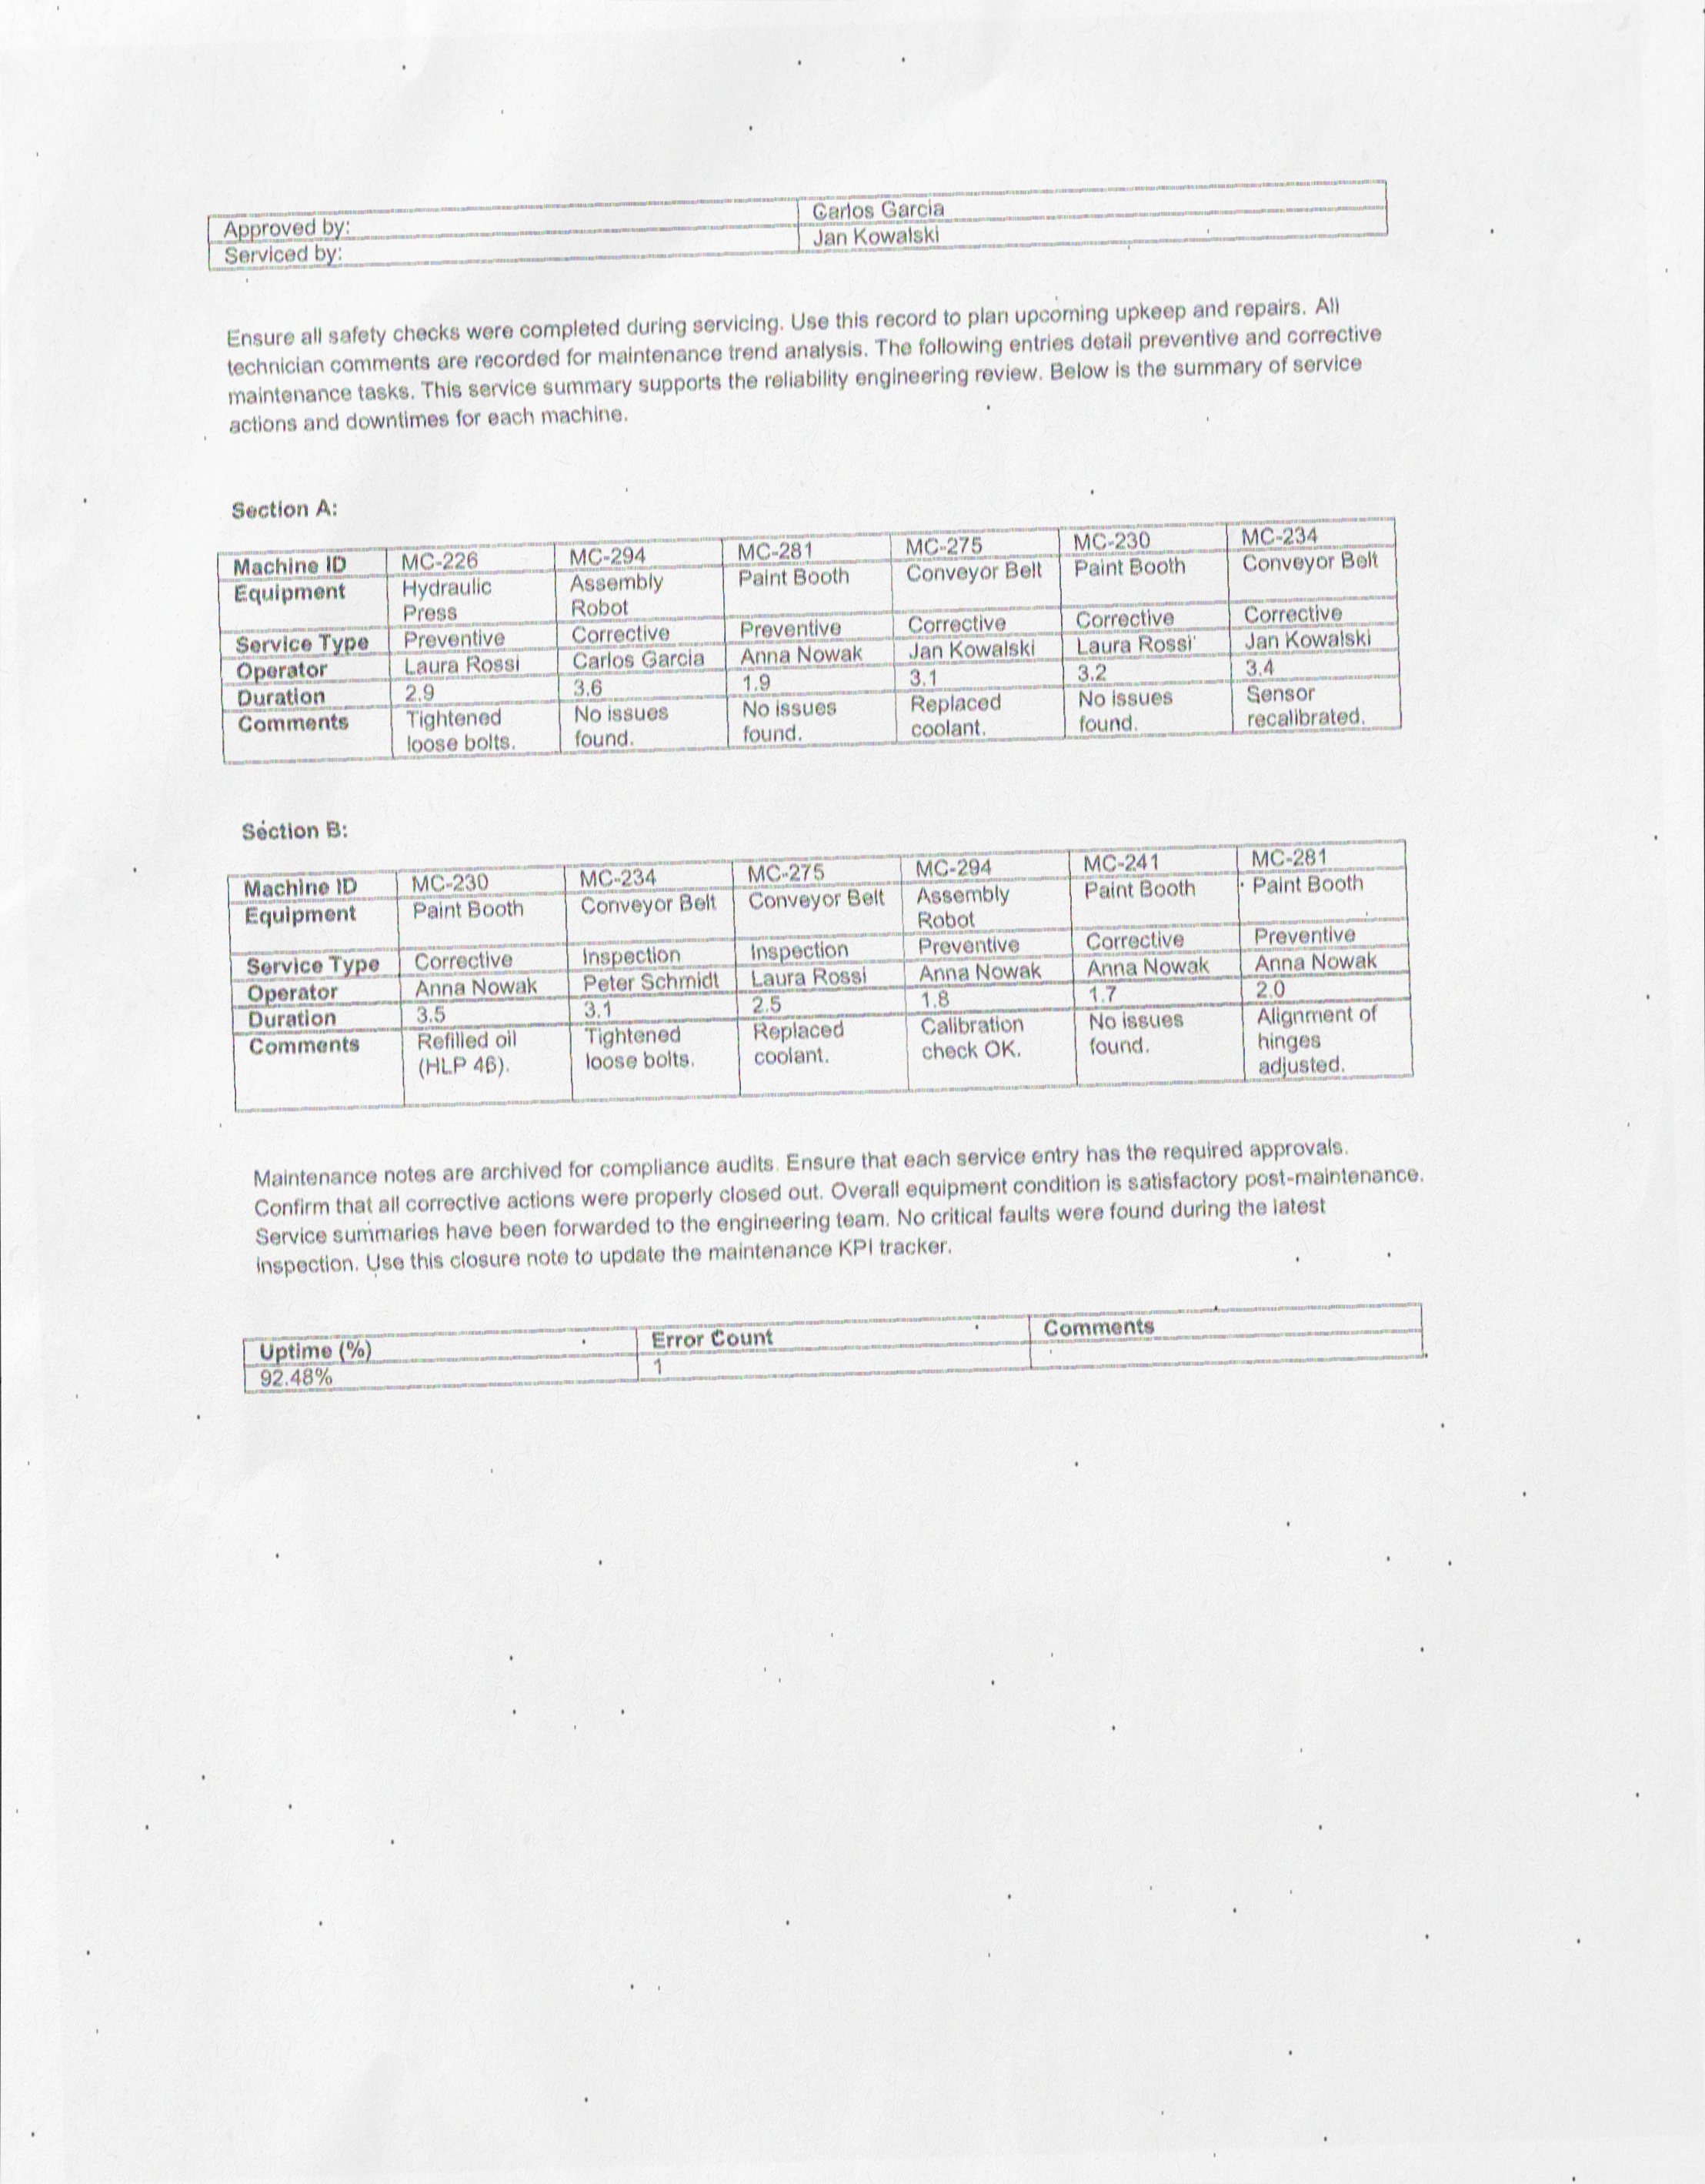 Approved by: Carlos Garcia
Serviced by: Jan Kowalski
Ensure all safety checks were completed during servicing. Use this record to plan upcoming upkeep and repairs. All
technician comments are recorded for maintenance trend analysis. The following entries detail preventive and corrective
maintenance tasks. This service summary supports the reliability engineering review. Below is the summary of service
actions and downtimes for each machine.
Section A:
Machine ID MC-226 MC-294 MC-281 MC-275 MC-230 MC-234
Equipment Hydraulic Assembly Paint Booth Conveyor Belt Paint Booth Conveyor Belt
Press Robot
Service Type Preventive Corrective Preventive Corrective Corrective Corrective
Operator Laura Rossi Carlos Garcia Anna Nowak Jan Kowalski Laura Rossi Jan Kowalski
Duration 2.9 3.6 1.9 3.1 3.2 3.4
Comments Tightened No issues No issues Replaced No issues Sensor
loose bolts. found. found. coolant. found. recalibrated.
Section B:
Machine ID MC-230 MC-234 MC-275 MC-294 MC-241 MC-281
Equipment Paint Booth Conveyor Belt Conveyor Belt Assembly Paint Booth Paint Booth
Robot
Service Type Corrective Inspection Inspection Preventive Corrective Preventive
Operator Anna Nowak Peter Schmidt Laura Rossi Anna Nowak Anna Nowak Anna Nowak
Duration 3.5 3.1 2.5 1.8 1.7 2.0
Comments Refilled oil Tightened Replaced Calibration No issues Alignment of
(HLP 46). loose bolts. coolant. check OK. found. hinges
adjusted.
Maintenance notes are archived for compliance audits. Ensure that each service entry has the required approvals.
Confirm that all corrective actions were properly closed out. Overall equipment condition is satisfactory post-maintenance.
Service summaries have been forwarded to the engineering team. No critical faults were found during the latest
inspection. Use this closure note to update the maintenance KPI tracker.
Uptime (%) Error Count Comments
92.48% 1